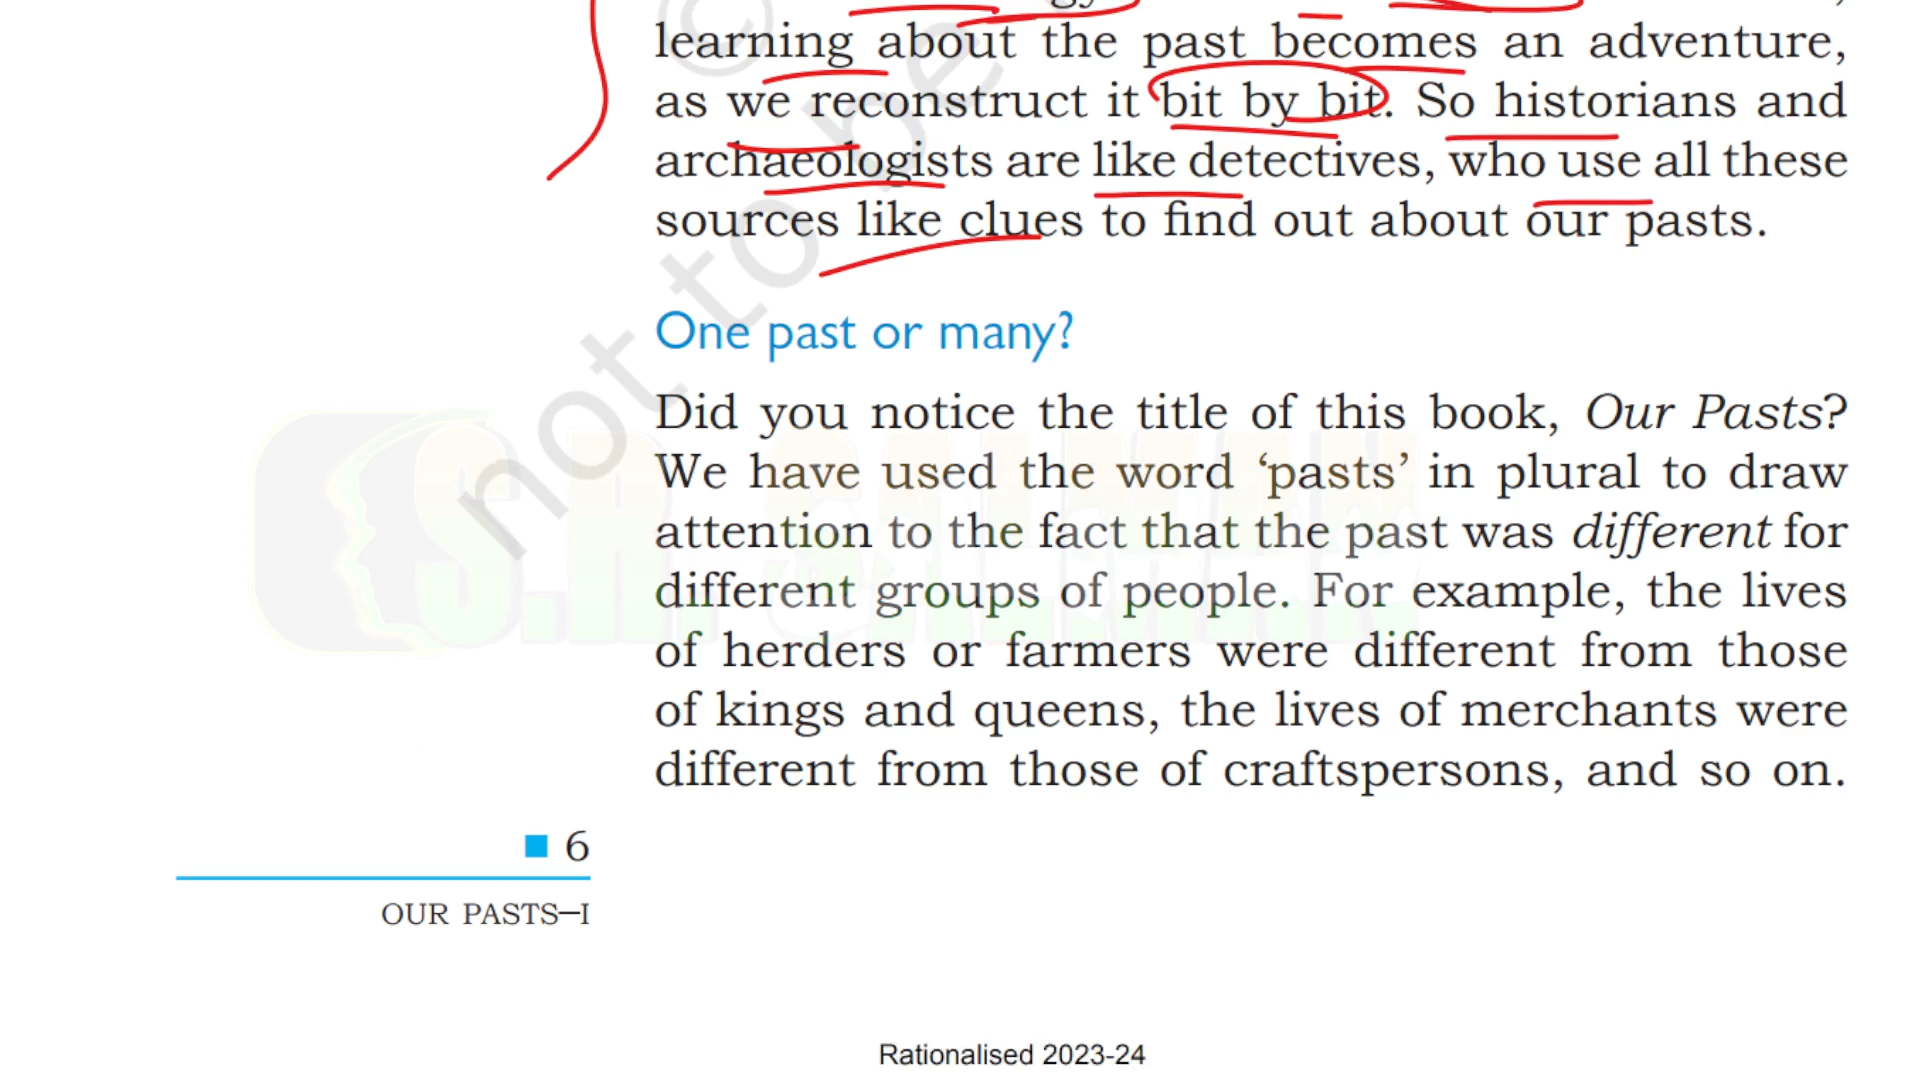 learning about the past becomes an adventure,
as we reconstruct it bit by bit. So historians and
archaeologists are like detectives, who use all these
sources like clues to find out about our pasts.
One past or many?
Did you notice the title of this book, Our Pasts?
We have used the word ‘pasts’ in plural to draw
attention to the fact that the past was different for
different groups of people. For example, the lives
of herders or farmers were different from those
of kings and queens, the lives of merchants were
different from those of craftspersons, and so on.
6
OUR PASTS—I
Rationalised 2023-24
not to be
©